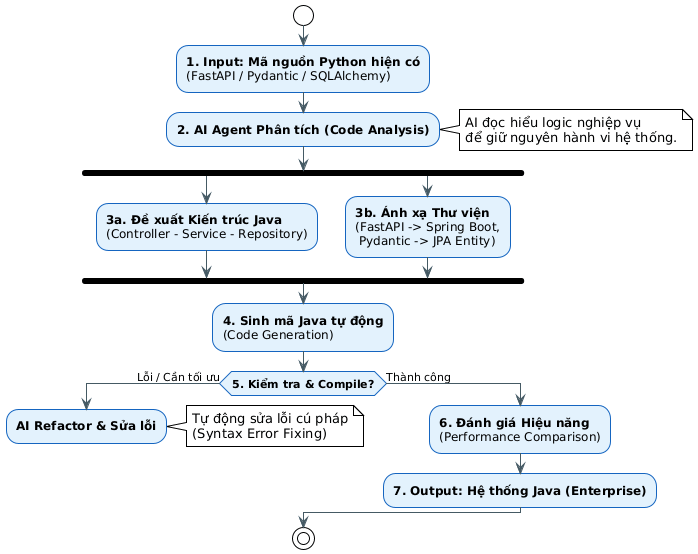 1. Input: Mã nguồn Python hiện có
(FastAPI / Pydantic / SQLAlchemy)
2. AI Agent Phân tích (Code Analysis)
AI đọc hiểu logic nghiệp vụ
để giữ nguyên hành vi hệ thống.
3a. Đề xuất Kiến trúc Java
(Controller - Service - Repository)
3b. Ánh xạ Thư viện
(FastAPI -> Spring Boot,
Pydantic -> JPA Entity)
4. Sinh mã Java tự động
(Code Generation)
Lỗi / Cần tối ưu
5. Kiểm tra & Compile?
Thành công
AI Refactor & Sửa lỗi
Tự động sửa lỗi cú pháp
(Syntax Error Fixing)
6. Đánh giá Hiệu năng
(Performance Comparison)
7. Output: Hệ thống Java (Enterprise)